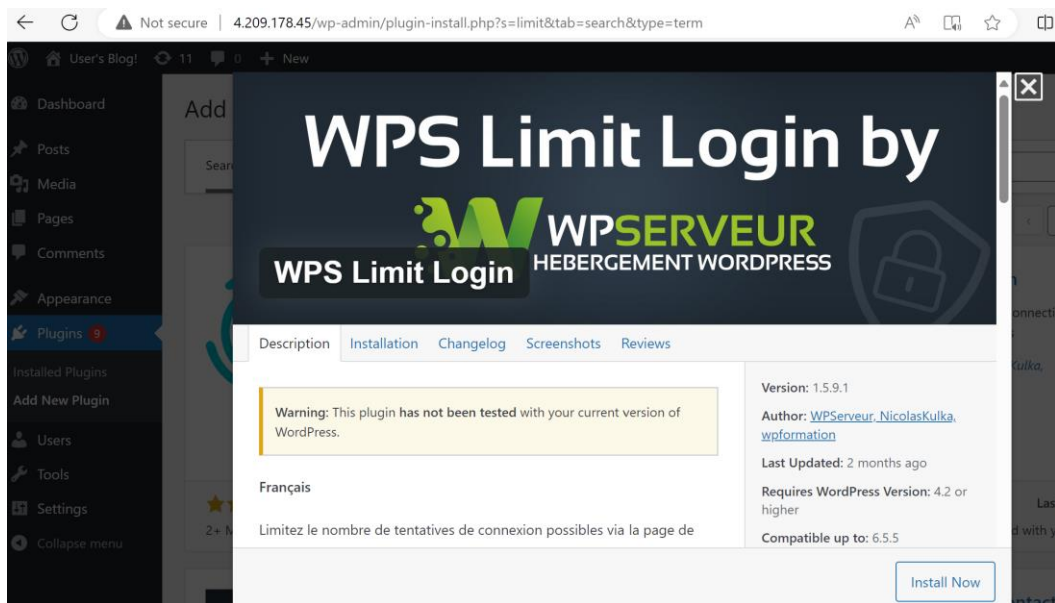 Not secure
4.209.178.45/wp-admin/plugin-install.php?s=limit&tab=search&type=term
User's Blog!
11
0
New
Dashboard
Posts
Media
Pages
Comments
Appearance
Plugins 9
Installed Plugins
Add New Plugin
Users
Tools
Settings
Collapse menu
Add
WPS Limit Login by
WPSERVEUR
HEBERGEMENT WORDPRESS
WPS Limit Login
Description
Installation
Changelog
Screenshots
Reviews
Warning: This plugin has not been tested with your current version of
WordPress.
Français
Limitez le nombre de tentatives de connexion possibles via la page de
Version: 1.5.9.1
Author: WPServeur, NicolasKulka,
wpformation
Last Updated: 2 months ago
Requires WordPress Version: 4.2 or
higher
Compatible up to: 6.5.5
Install Now